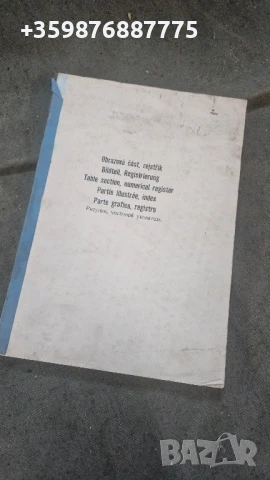 +359876887755
Obrazová část, rejstřík
Bildteil, Registrierung
Table section, numerical register
Partie illustrée, index
Parte grafica, registro
Рисунки, числовой указатель
BAZAR